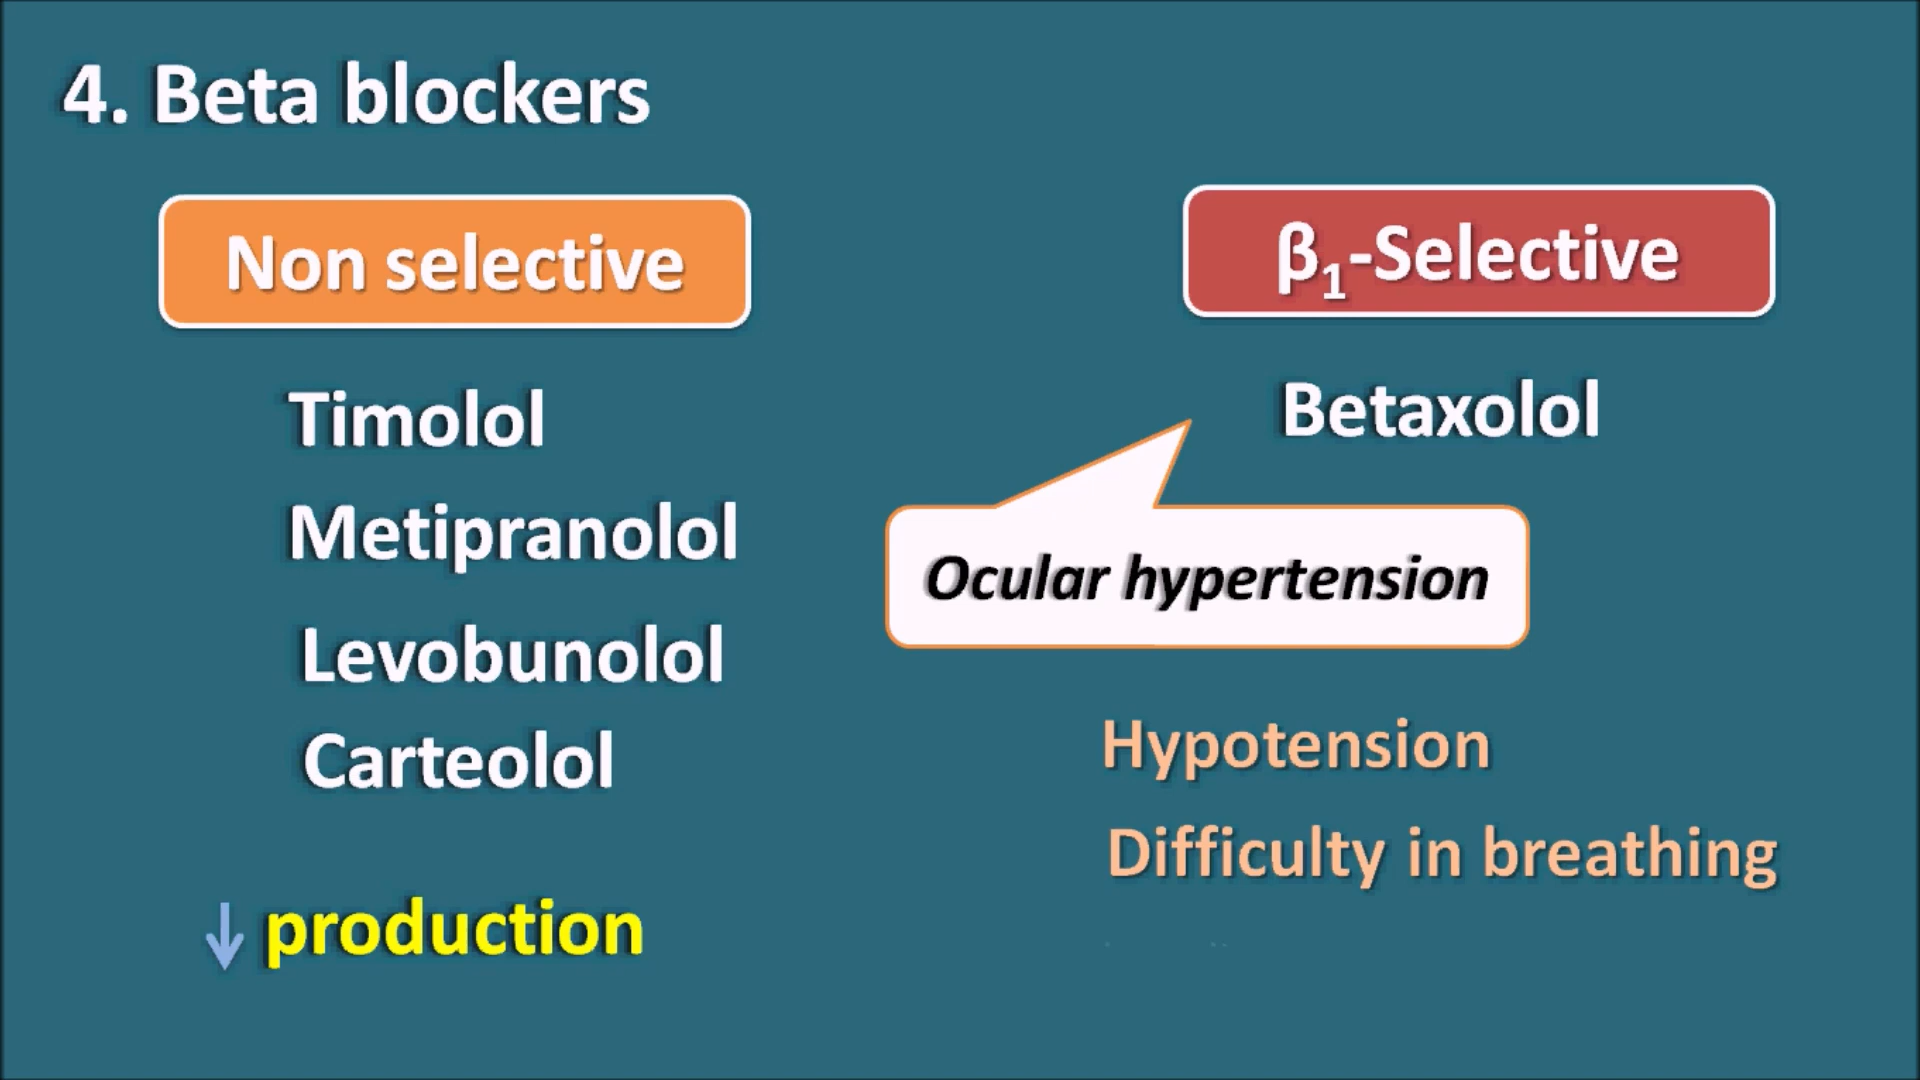 4. Beta blockers
Non selective
Timolol
Metipranolol
Levobunolol
Carteolol
↓ production
β₁-Selective
Betaxolol
Ocular hypertension
Hypotension
Difficulty in breathing